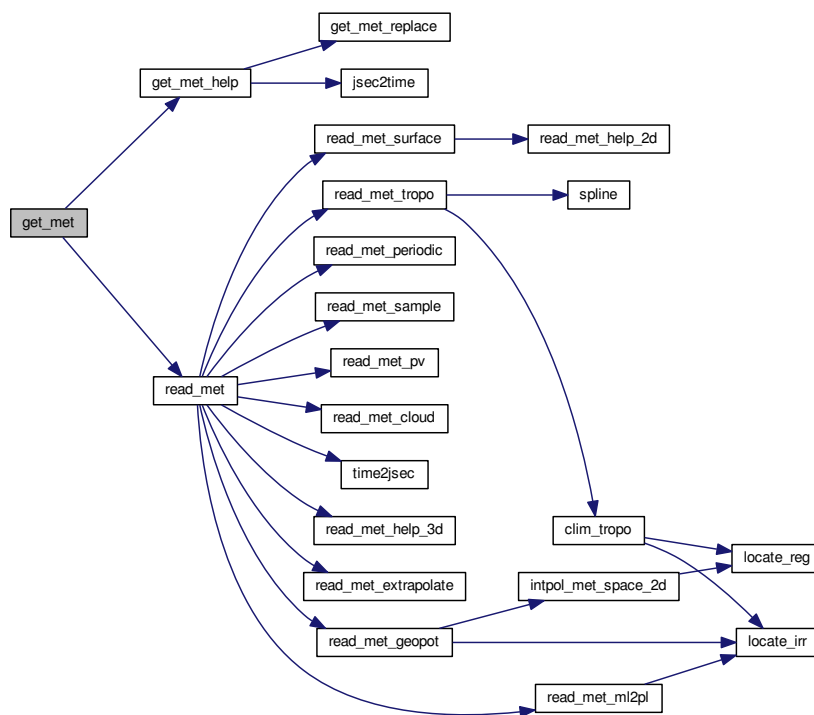 get_met_replace
get_met_help
jsec2time
read_met_surface
read_met_help_2d
read_met_tropo
spline
get_met
read_met_periodic
read_met_sample
read_met_pv
read_met
read_met_cloud
time2jsec
read_met_help_3d
clim_tropo
locate_reg
read_met_extrapolate
intpol_met_space_2d
read_met_geopot
locate_irr
read_met_ml2pl